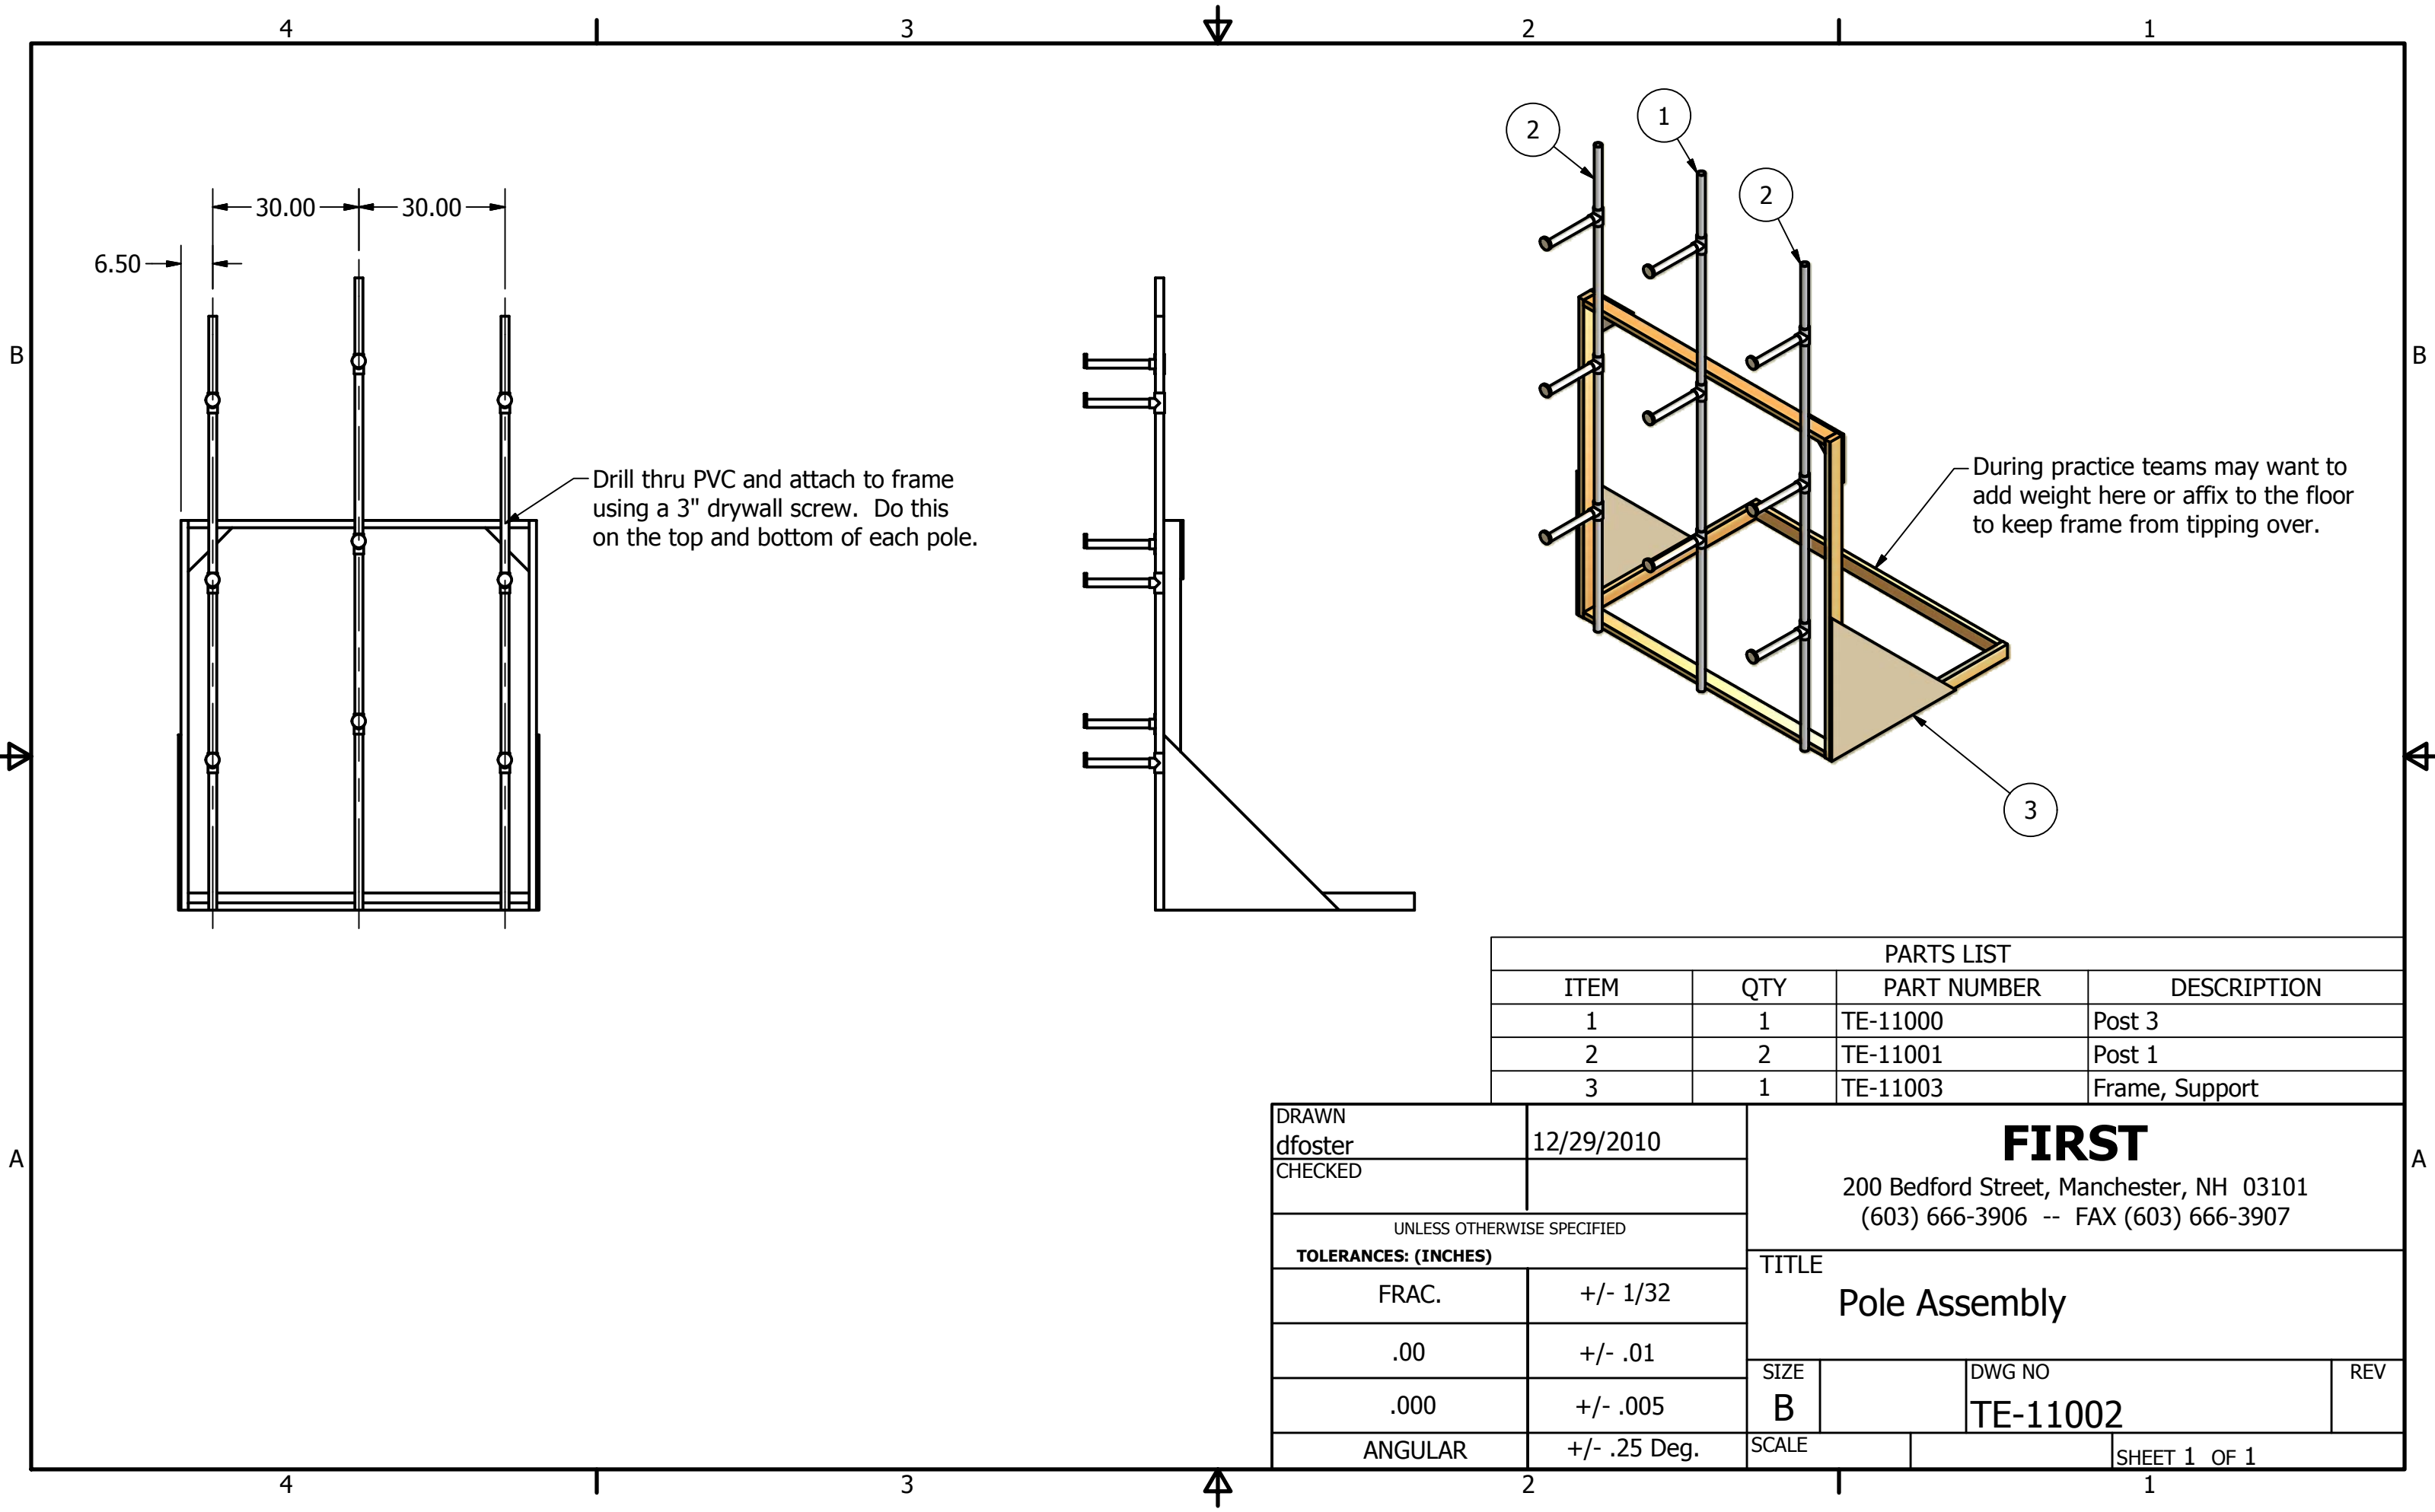 4 3 2 1
B B
A A
4 3 2 1
30.00 30.00
6.50
Drill thru PVC and attach to frame
using a 3" drywall screw.  Do this
on the top and bottom of each pole.
2
1
2
During practice teams may want to
add weight here or affix to the floor
to keep frame from tipping over.
3
PARTS LIST
ITEM QTY PART NUMBER DESCRIPTION
1 1 TE-11000 Post 3
2 2 TE-11001 Post 1
3 1 TE-11003 Frame, Support
DRAWN
dfoster 12/29/2010
CHECKED
UNLESS OTHERWISE SPECIFIED
TOLERANCES: (INCHES)
FRAC. +/- 1/32
.00 +/- .01
.000 +/- .005
ANGULAR +/- .25 Deg.
FIRST
200 Bedford Street, Manchester, NH  03101
(603) 666-3906  --  FAX (603) 666-3907
TITLE
Pole Assembly
SIZE
B
DWG NO
TE-11002
REV
SCALE
SHEET 1 OF 1